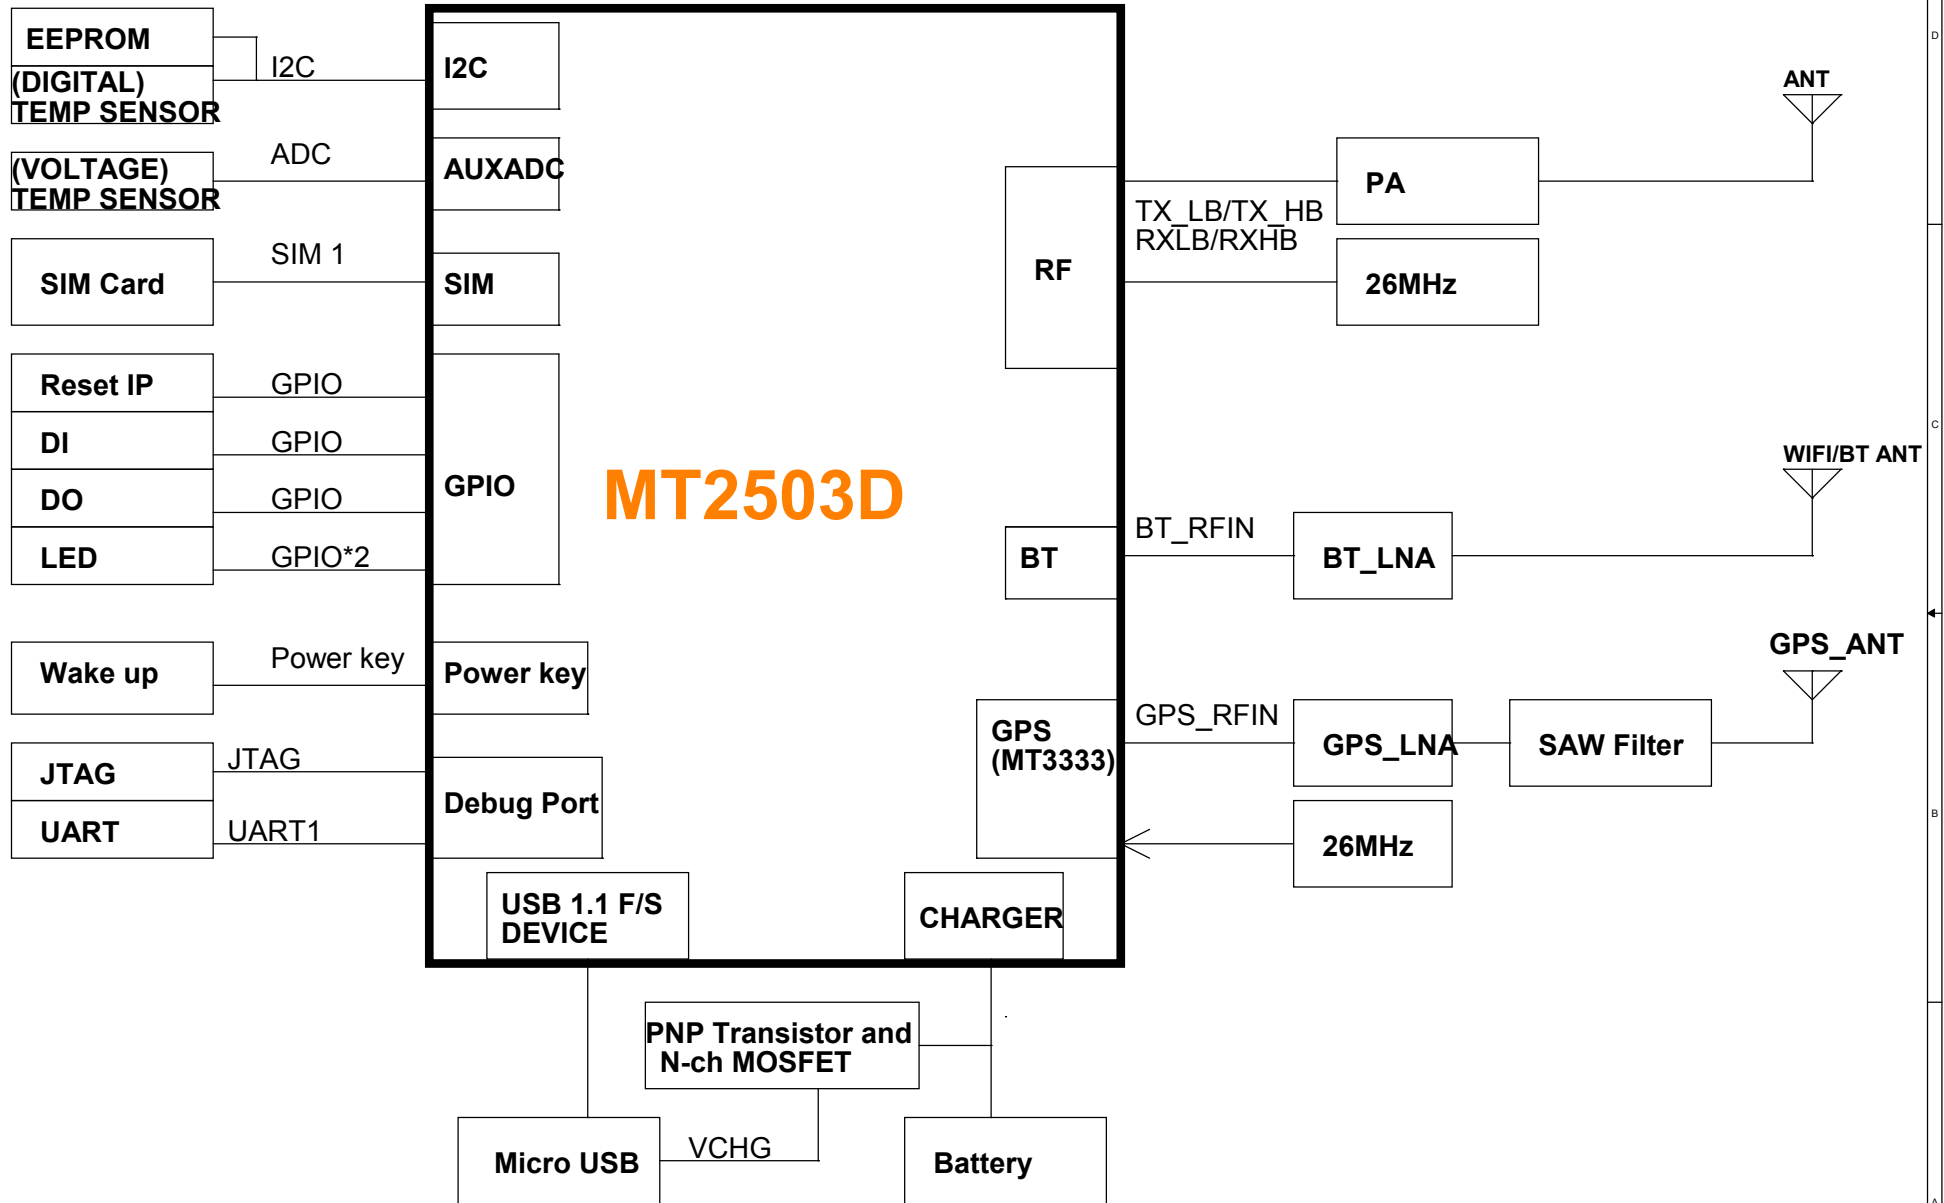 EEPROM
(DIGITAL)
TEMP SENSOR
I2C
I2C
(VOLTAGE)
TEMP SENSOR
ADC
AUXADC
SIM Card
SIM 1
SIM
Reset IP
GPIO
DI
GPIO
DO
GPIO
LED
GPIO*2
GPIO
MT2503D
Wake up
Power key
Power key
JTAG
JTAG
UART
UART1
Debug Port
USB 1.1 F/S
DEVICE
CHARGER
PNP Transistor and
N-ch MOSFET
Micro USB
VCHG
Battery
RF
TX_LB/TX_HB
RXLB/RXHB
PA
26MHz
ANT
BT
BT_RFIN
BT_LNA
WIFI/BT ANT
GPS
(MT3333)
GPS_RFIN
GPS_LNA
SAW Filter
GPS_ANT
26MHz
D
C
B
A